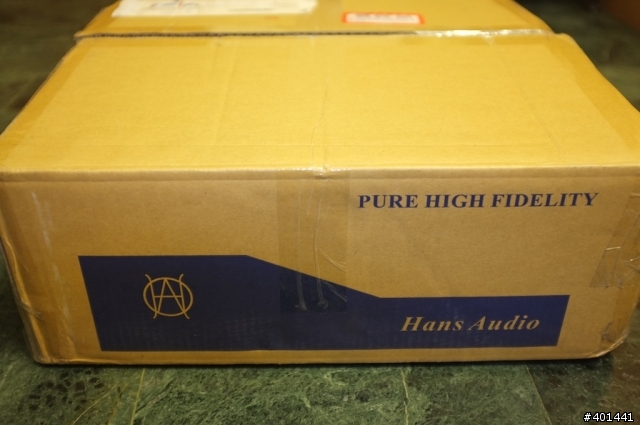 PURE HIGH FIDELITY
Hans Audio
#401441